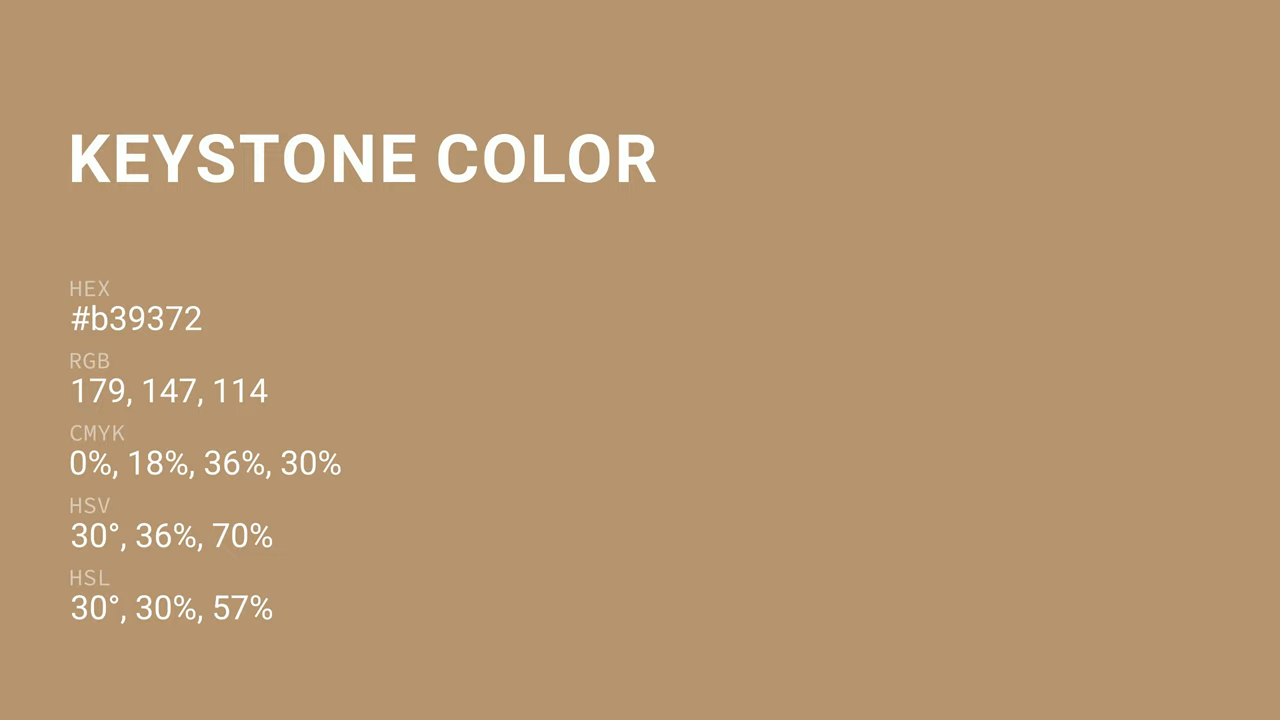 KEYSTONE COLOR
HEX
#b39372
RGB
179, 147, 114
CMYK
0%, 18%, 36%, 30%
HSV
30°, 36%, 70%
HSL
30°, 30%, 57%